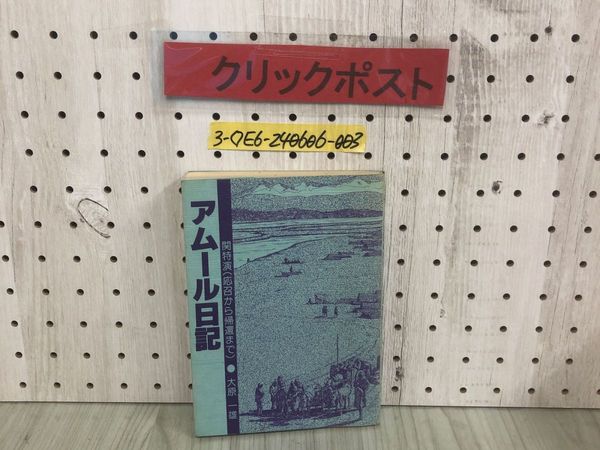 クリックポスト
3-OE6-240606-003
アムール日記
関特演(応召から帰還まで)●大原一雄